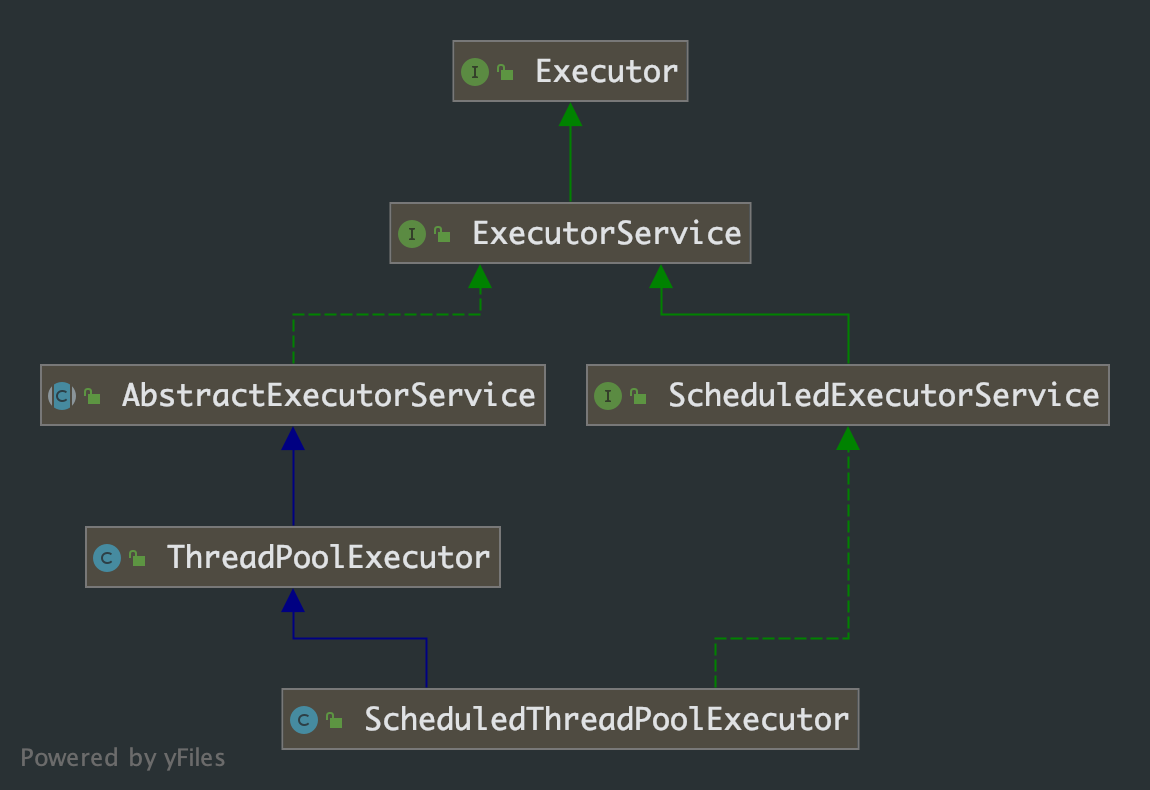 Executor
ExecutorService
AbstractExecutorService
ScheduledExecutorService
ThreadPoolExecutor
ScheduledThreadPoolExecutor
Powered by yFiles